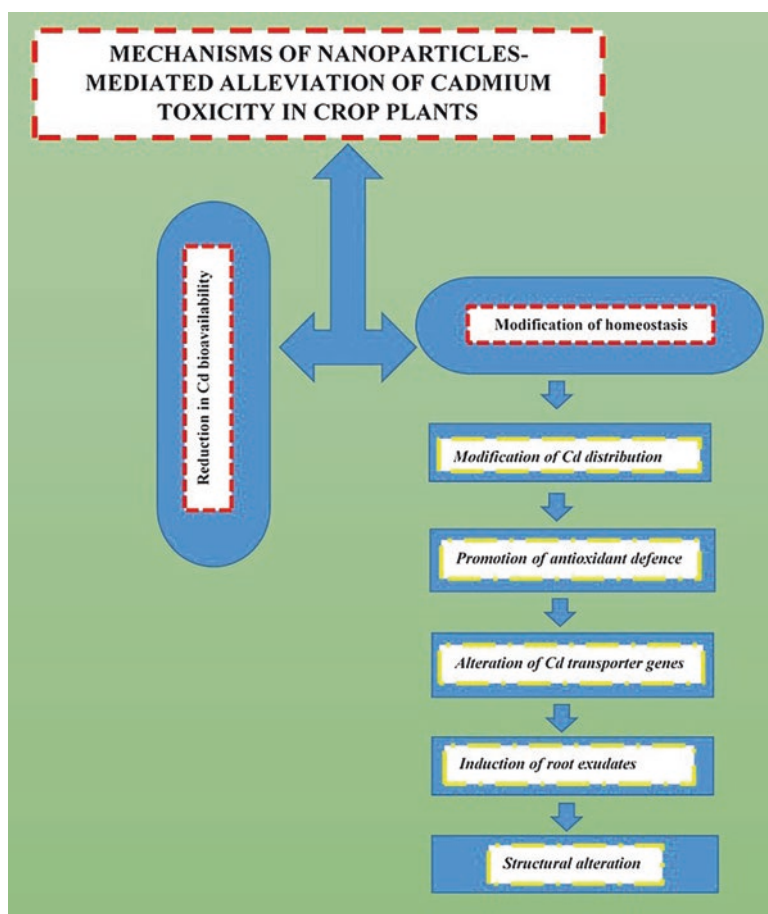 MECHANISMS OF NANOPARTICLES-
MEDIATED ALLEVIATION OF CADMIUM
TOXICITY IN CROP PLANTS
Reduction in Cd bioavailability
Modification of homeostasis
Modification of Cd distribution
Promotion of antioxidant defence
Alteration of Cd transporter genes
Induction of root exudates
Structural alteration